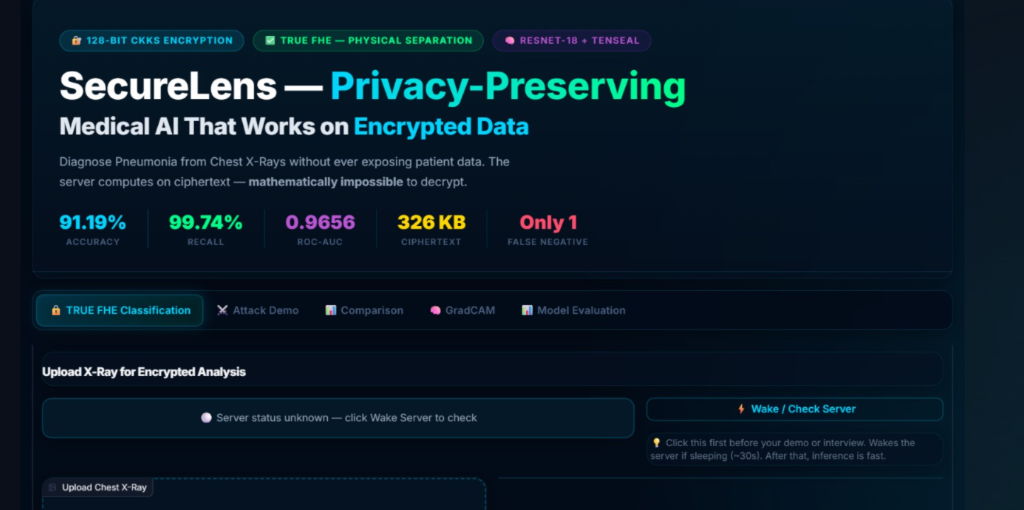 128-BIT CKKS ENCRYPTION
TRUE FHE — PHYSICAL SEPARATION
RESNET-18 + TENSEAL
SecureLens — Privacy-Preserving
Medical AI That Works on Encrypted Data
Diagnose Pneumonia from Chest X-Rays without ever exposing patient data. The
server computes on ciphertext — mathematically impossible to decrypt.
91.19%
ACCURACY
99.74%
RECALL
0.9656
ROC-AUC
326 KB
CIPHERTEXT
Only 1
FALSE NEGATIVE
TRUE FHE Classification
Attack Demo
Comparison
GradCAM
Model Evaluation
Upload X-Ray for Encrypted Analysis
Server status unknown — click Wake Server to check
Wake / Check Server
Click this first before your demo or interview. Wakes the
server if sleeping (~30s). After that, inference is fast.
Upload Chest X-Ray